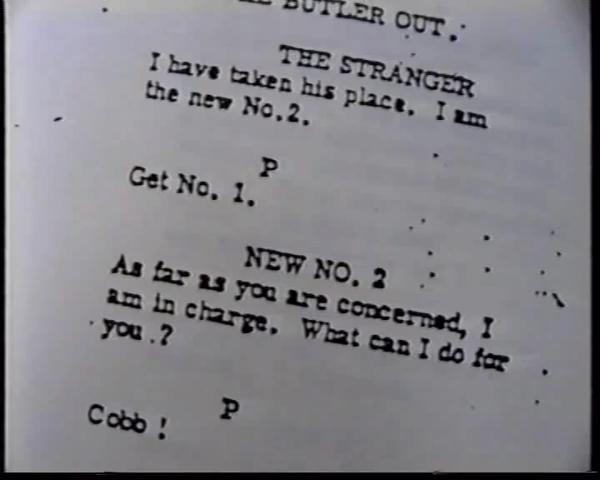 BUTLER OUT.
THE STRANGER
I have taken his place. I am
the new No.2.
P
Get No. 1.
NEW NO. 2
As far as you are concerned, I
am in charge. What can I do for
you.?
P
Cobb!